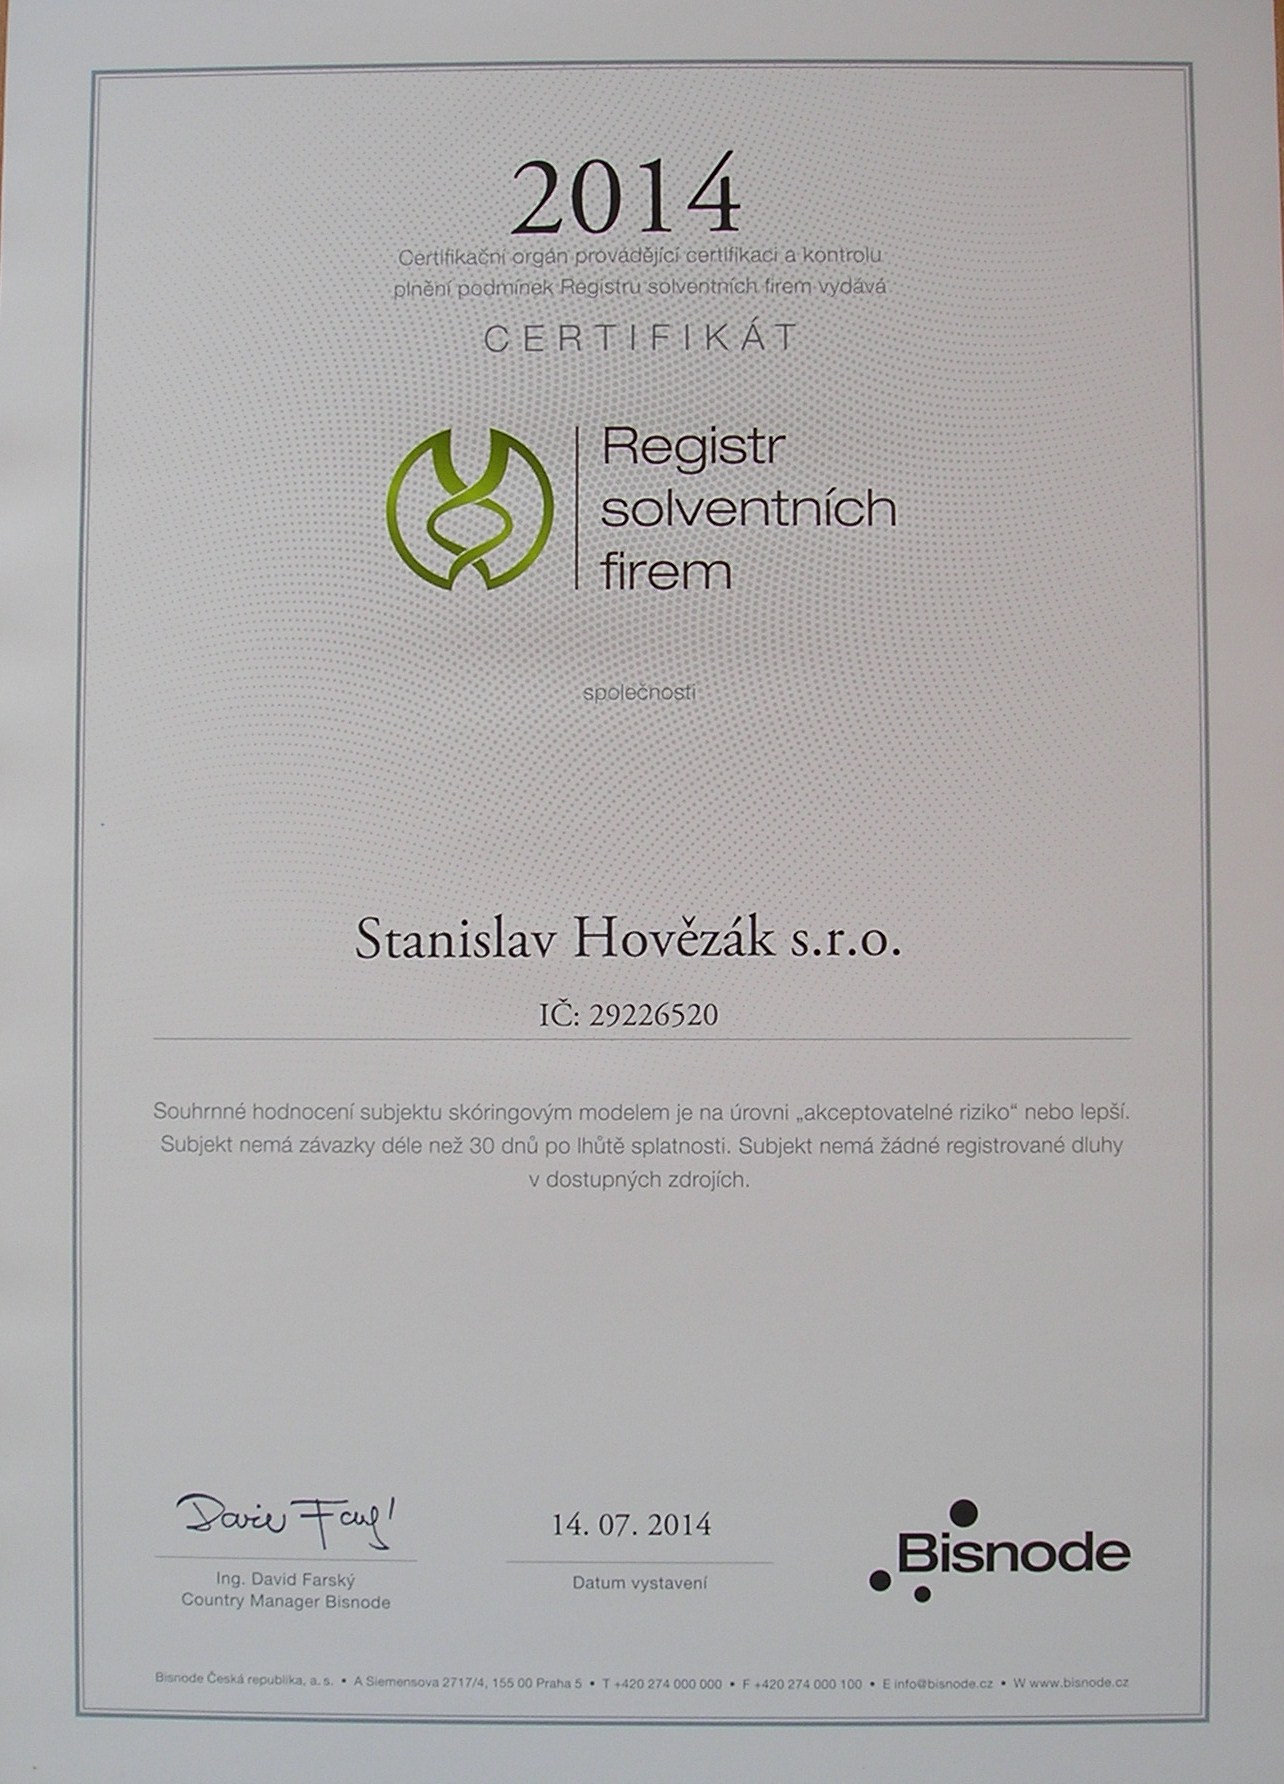 2014
Certifikační orgán provádějící certifikaci a kontrolu
plnění podmínek Registru solventních firem vydává
CERTIFIKÁT
Registr
solventních
firem
společnosti
Stanislav Hovězák s.r.o.
IČ: 29226520
Souhrnné hodnocení subjektu skóringovým modelem je na úrovni „akceptovatelné riziko“ nebo lepší.
Subjekt nemá závazky déle než 30 dnů po lhůtě splatnosti. Subjekt nemá žádné registrované dluhy
v dostupných zdrojích.
14. 07. 2014
Ing. David Farský
Country Manager Bisnode
Datum vystavení
Bisnode
Bisnode Česká republika, a. s. • A Siemensova 2717/4, 155 00 Praha 5 • T +420 274 000 000 • F +420 274 000 100 • E info@bisnode.cz • W www.bisnode.cz